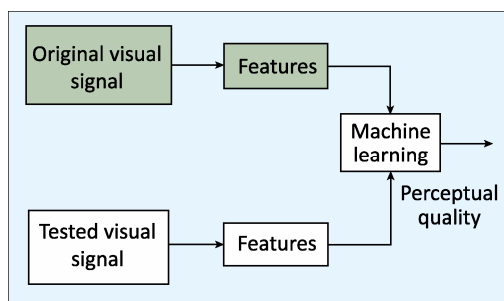 Original visual
signal
Features
Machine
learning
Perceptual
quality
Tested visual
signal
Features